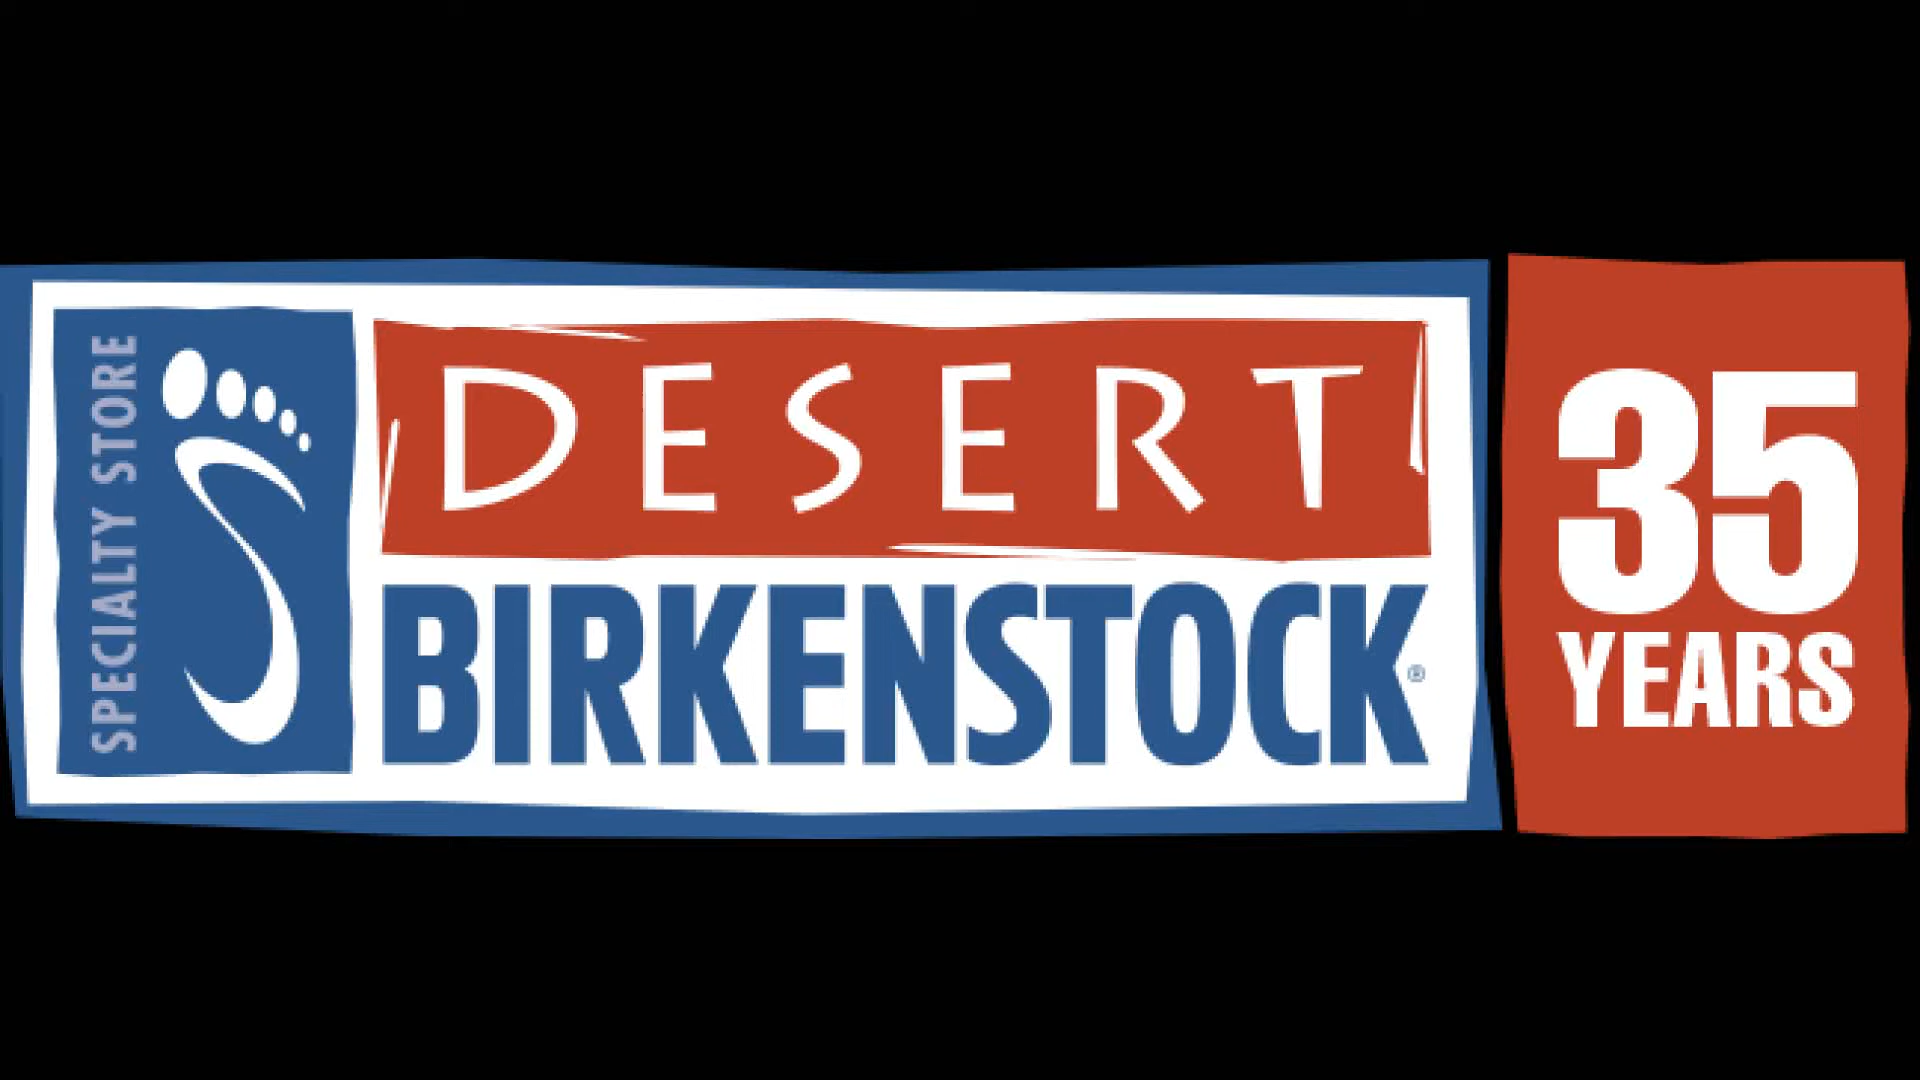 SPECIALTY STORE
DESERT
BIRKENSTOCK®
35
YEARS